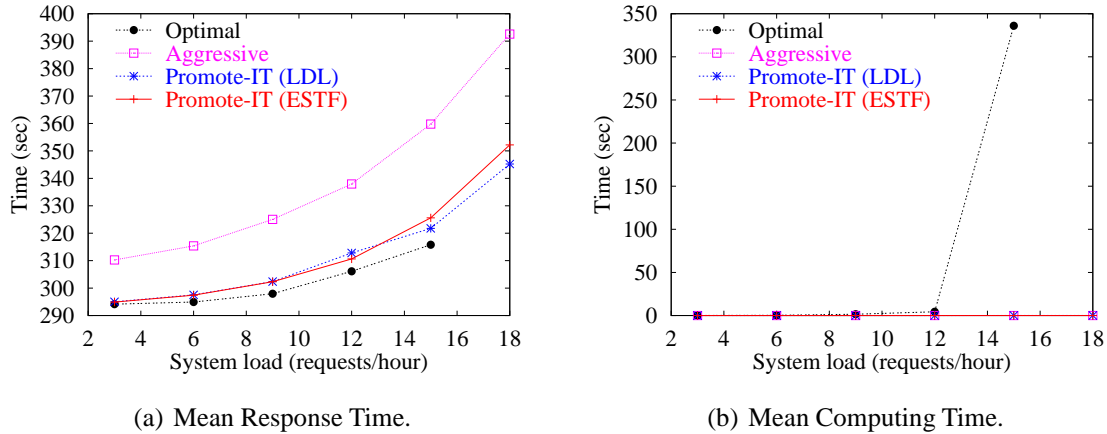 400
390
380
370
360
350
340
330
320
310
300
290
2 4 6 8 10 12 14 16 18
Time (sec)
System load (requests/hour)
Optimal
Aggressive
Promote-IT (LDL)
Promote-IT (ESTF)
(a) Mean Response Time.
350
300
250
200
150
100
50
0
2 4 6 8 10 12 14 16 18
Time (sec)
System load (requests/hour)
Optimal
Aggressive
Promote-IT (LDL)
Promote-IT (ESTF)
(b) Mean Computing Time.